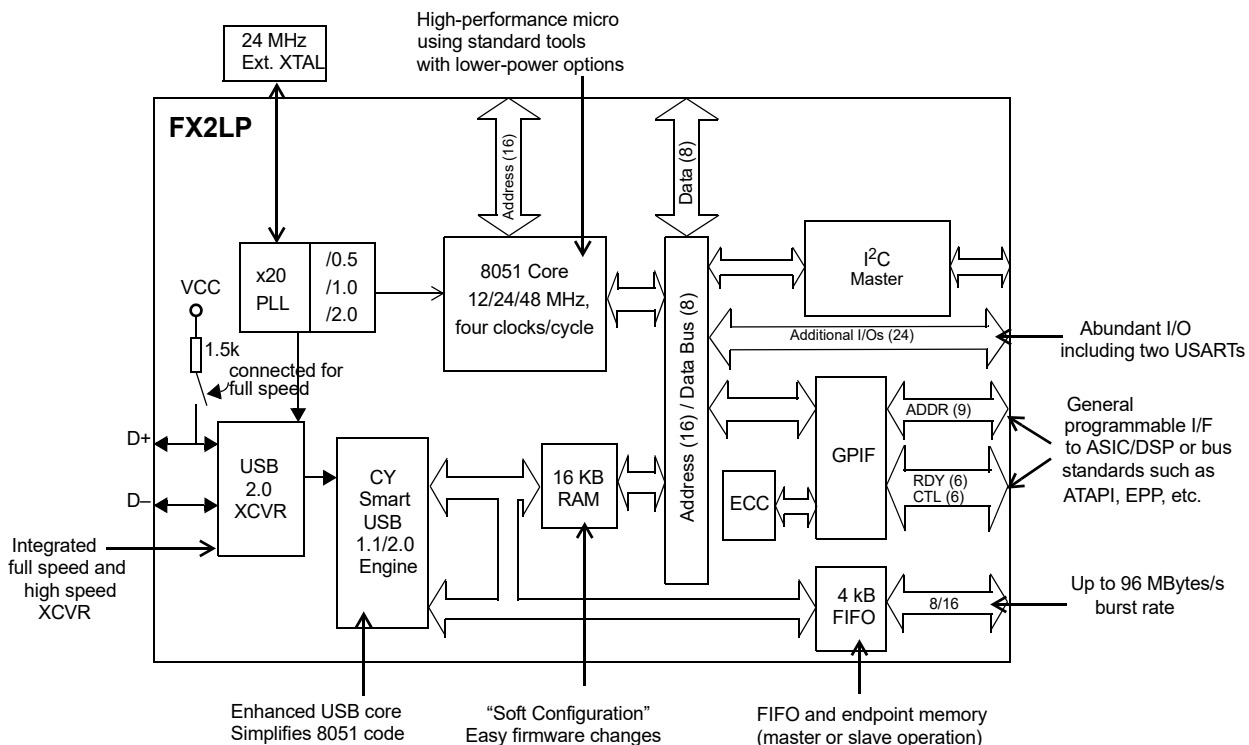 24 MHz
Ext. XTAL
High-performance micro
using standard tools
with lower-power options
FX2LP
Address (16)
Data (8)
x20
PLL
/0.5
/1.0
/2.0
8051 Core
12/24/48 MHz,
four clocks/cycle
I2C
Master
VCC
1.5k
connected for
full speed
Address (16) / Data Bus (8)
Additional I/Os (24)
Abundant I/O
including two USARTs
D+
D–
USB
2.0
XCVR
CY
Smart
USB
1.1/2.0
Engine
16 KB
RAM
ECC
GPIF
ADDR (9)
RDY (6)
CTL (6)
General
programmable I/F
to ASIC/DSP or bus
standards such as
ATAPI, EPP, etc.
Integrated
full speed and
high speed
XCVR
4 kB
FIFO
8/16
Up to 96 MBytes/s
burst rate
Enhanced USB core
Simplifies 8051 code
“Soft Configuration”
Easy firmware changes
FIFO and endpoint memory
(master or slave operation)